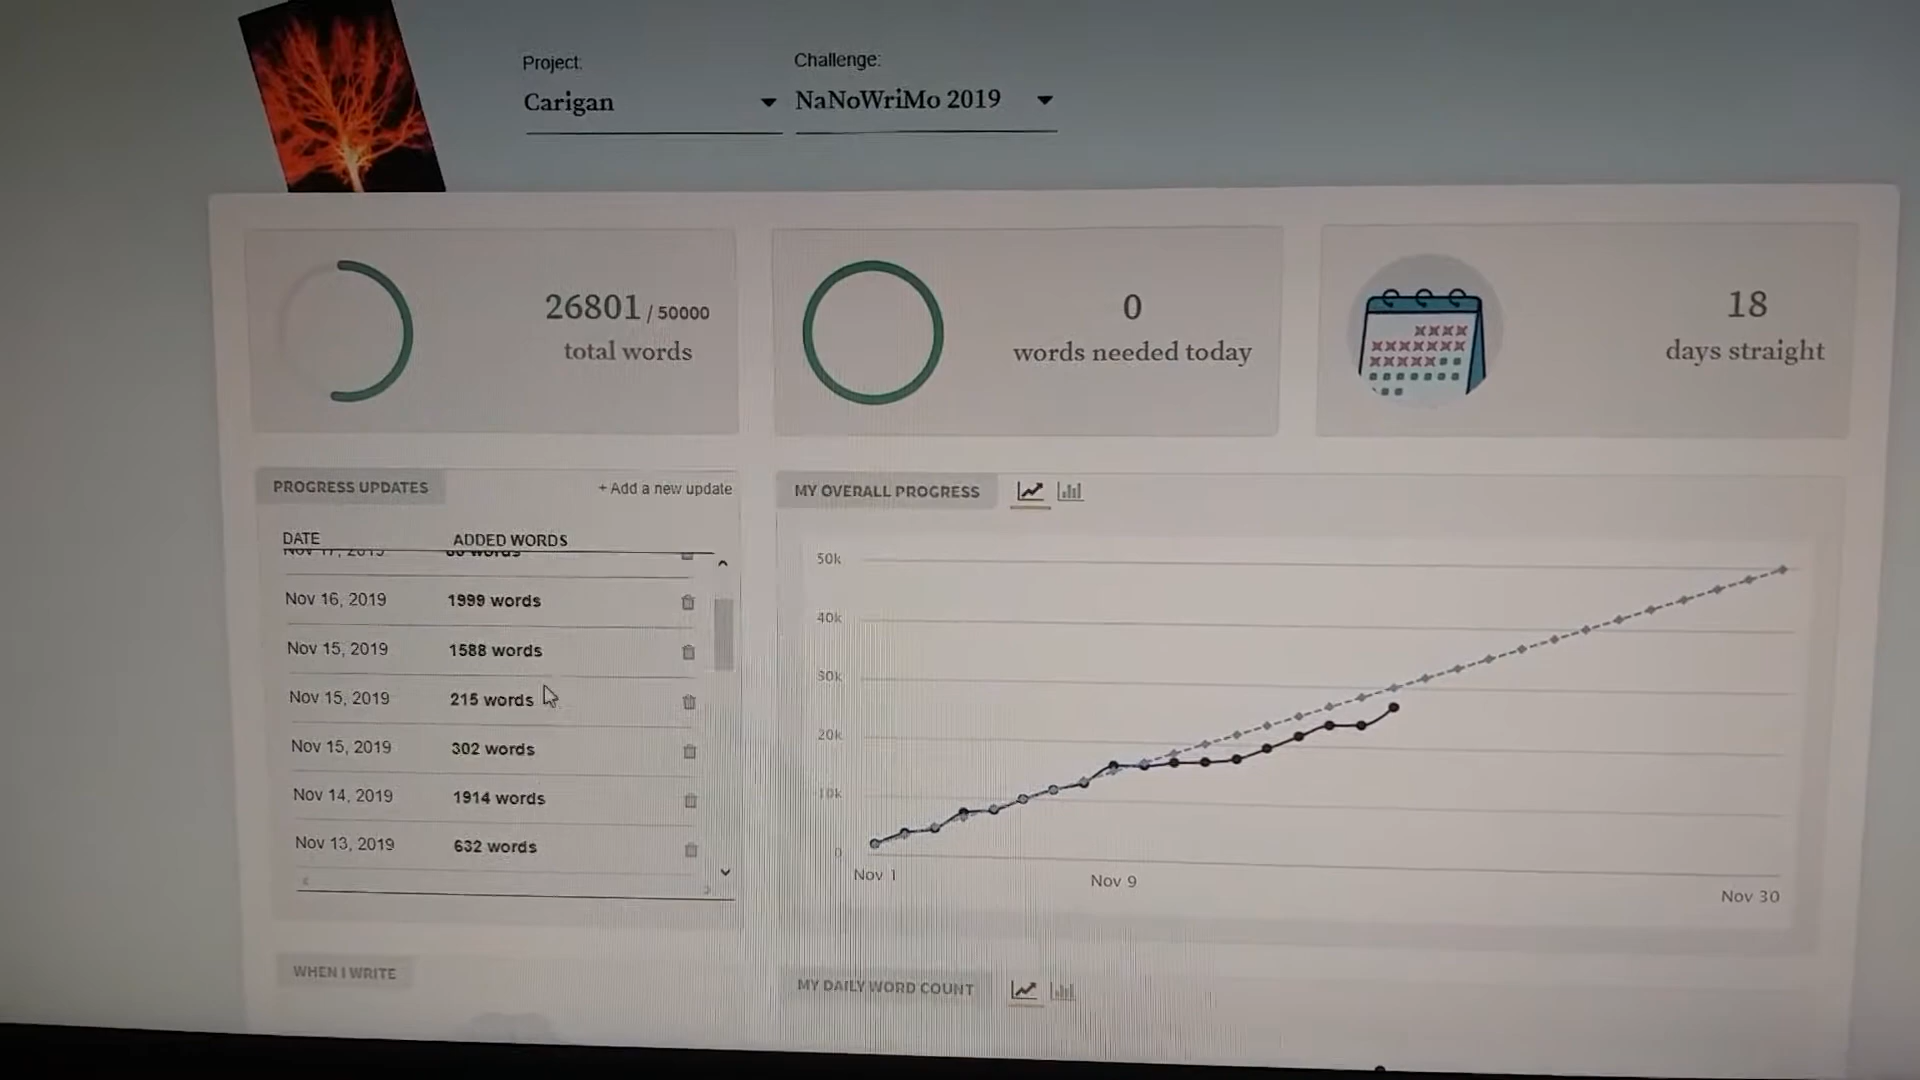 Project:
Challenge:
Carigan
NaNoWriMo 2019
26801 / 50000
total words
0
words needed today
18
days straight
PROGRESS UPDATES
+ Add a new update
DATE
ADDED WORDS
Nov 17, 2019
Nov 16, 2019
1999 words
Nov 15, 2019
1588 words
Nov 15, 2019
215 words
Nov 15, 2019
302 words
Nov 14, 2019
1914 words
Nov 13, 2019
632 words
MY OVERALL PROGRESS
50k
40k
30k
20k
10k
0
Nov 1
Nov 9
Nov 30
WHEN I WRITE
MY DAILY WORD COUNT